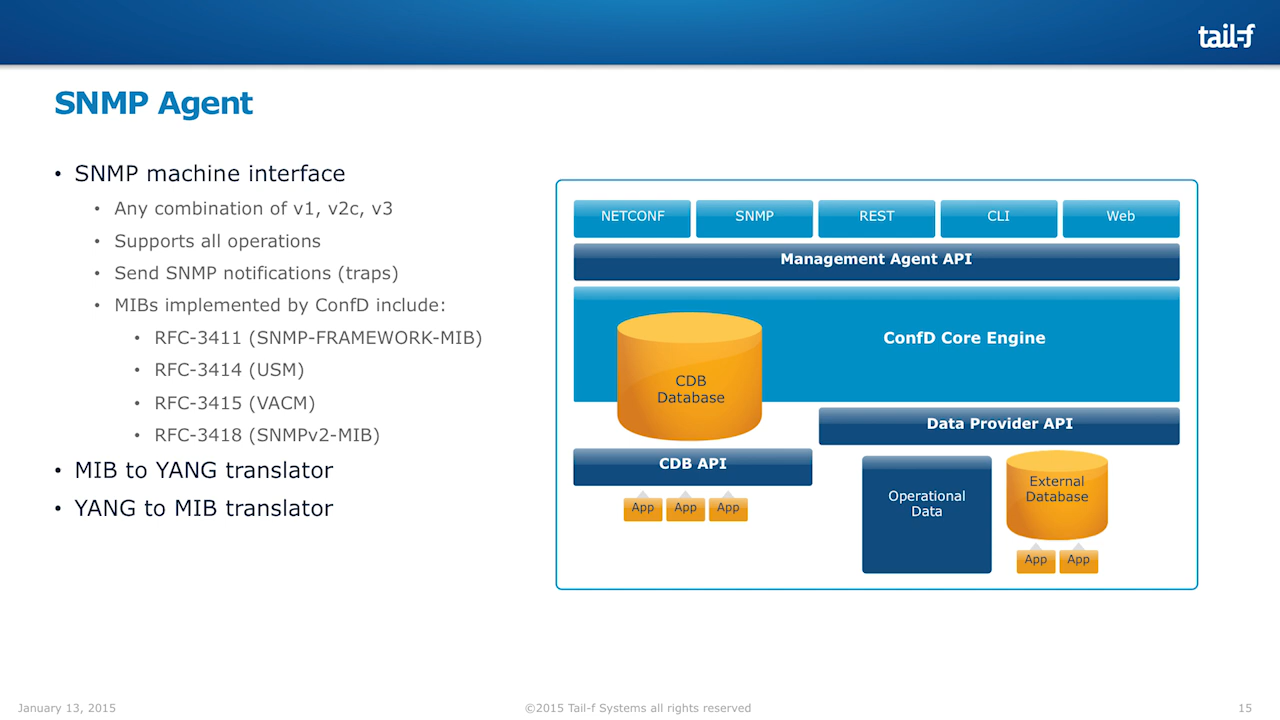 tail-f
SNMP Agent
• SNMP machine interface
• Any combination of v1, v2c, v3
• Supports all operations
• Send SNMP notifications (traps)
• MIBs implemented by ConfD include:
• RFC-3411 (SNMP-FRAMEWORK-MIB)
• RFC-3414 (USM)
• RFC-3415 (VACM)
• RFC-3418 (SNMPv2-MIB)
• MIB to YANG translator
• YANG to MIB translator
NETCONF
SNMP
REST
CLI
Web
Management Agent API
ConfD Core Engine
CDB
Database
Data Provider API
CDB API
App
App
App
Operational
Data
External
Database
App
App
January 13, 2015
©2015 Tail-f Systems all rights reserved
15